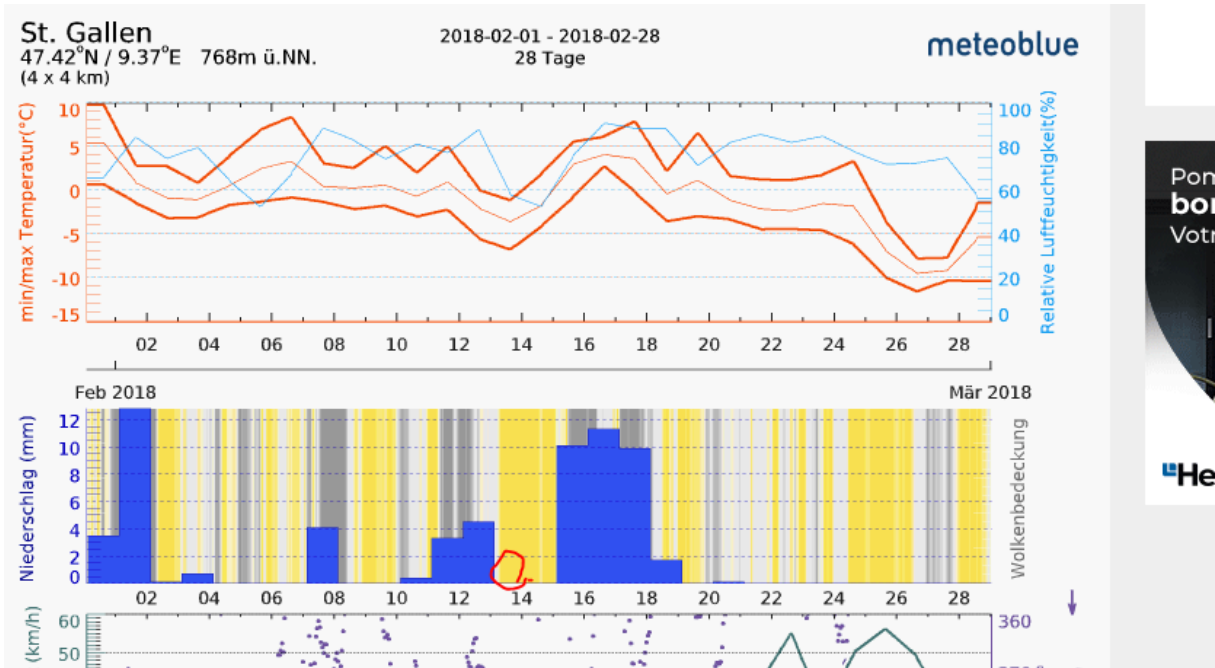 St. Gallen
47.42°N / 9.37°E 768m ü.NN.
(4 x 4 km)
2018-02-01 - 2018-02-28
28 Tage
meteoblue
min/max Temperatur(°C)
10
5
0
-5
-10
-15
100
80
60
40
20
0
Relative Luftfeuchtigkeit(%)
02 04 06 08 10 12 14 16 18 20 22 24 26 28
Feb 2018
Mär 2018
Niederschlag (mm)
12
10
8
6
4
2
0
Wolkenbedeckung
02 04 06 08 10 12 14 16 18 20 22 24 26 28
(km/h)
60
50
360